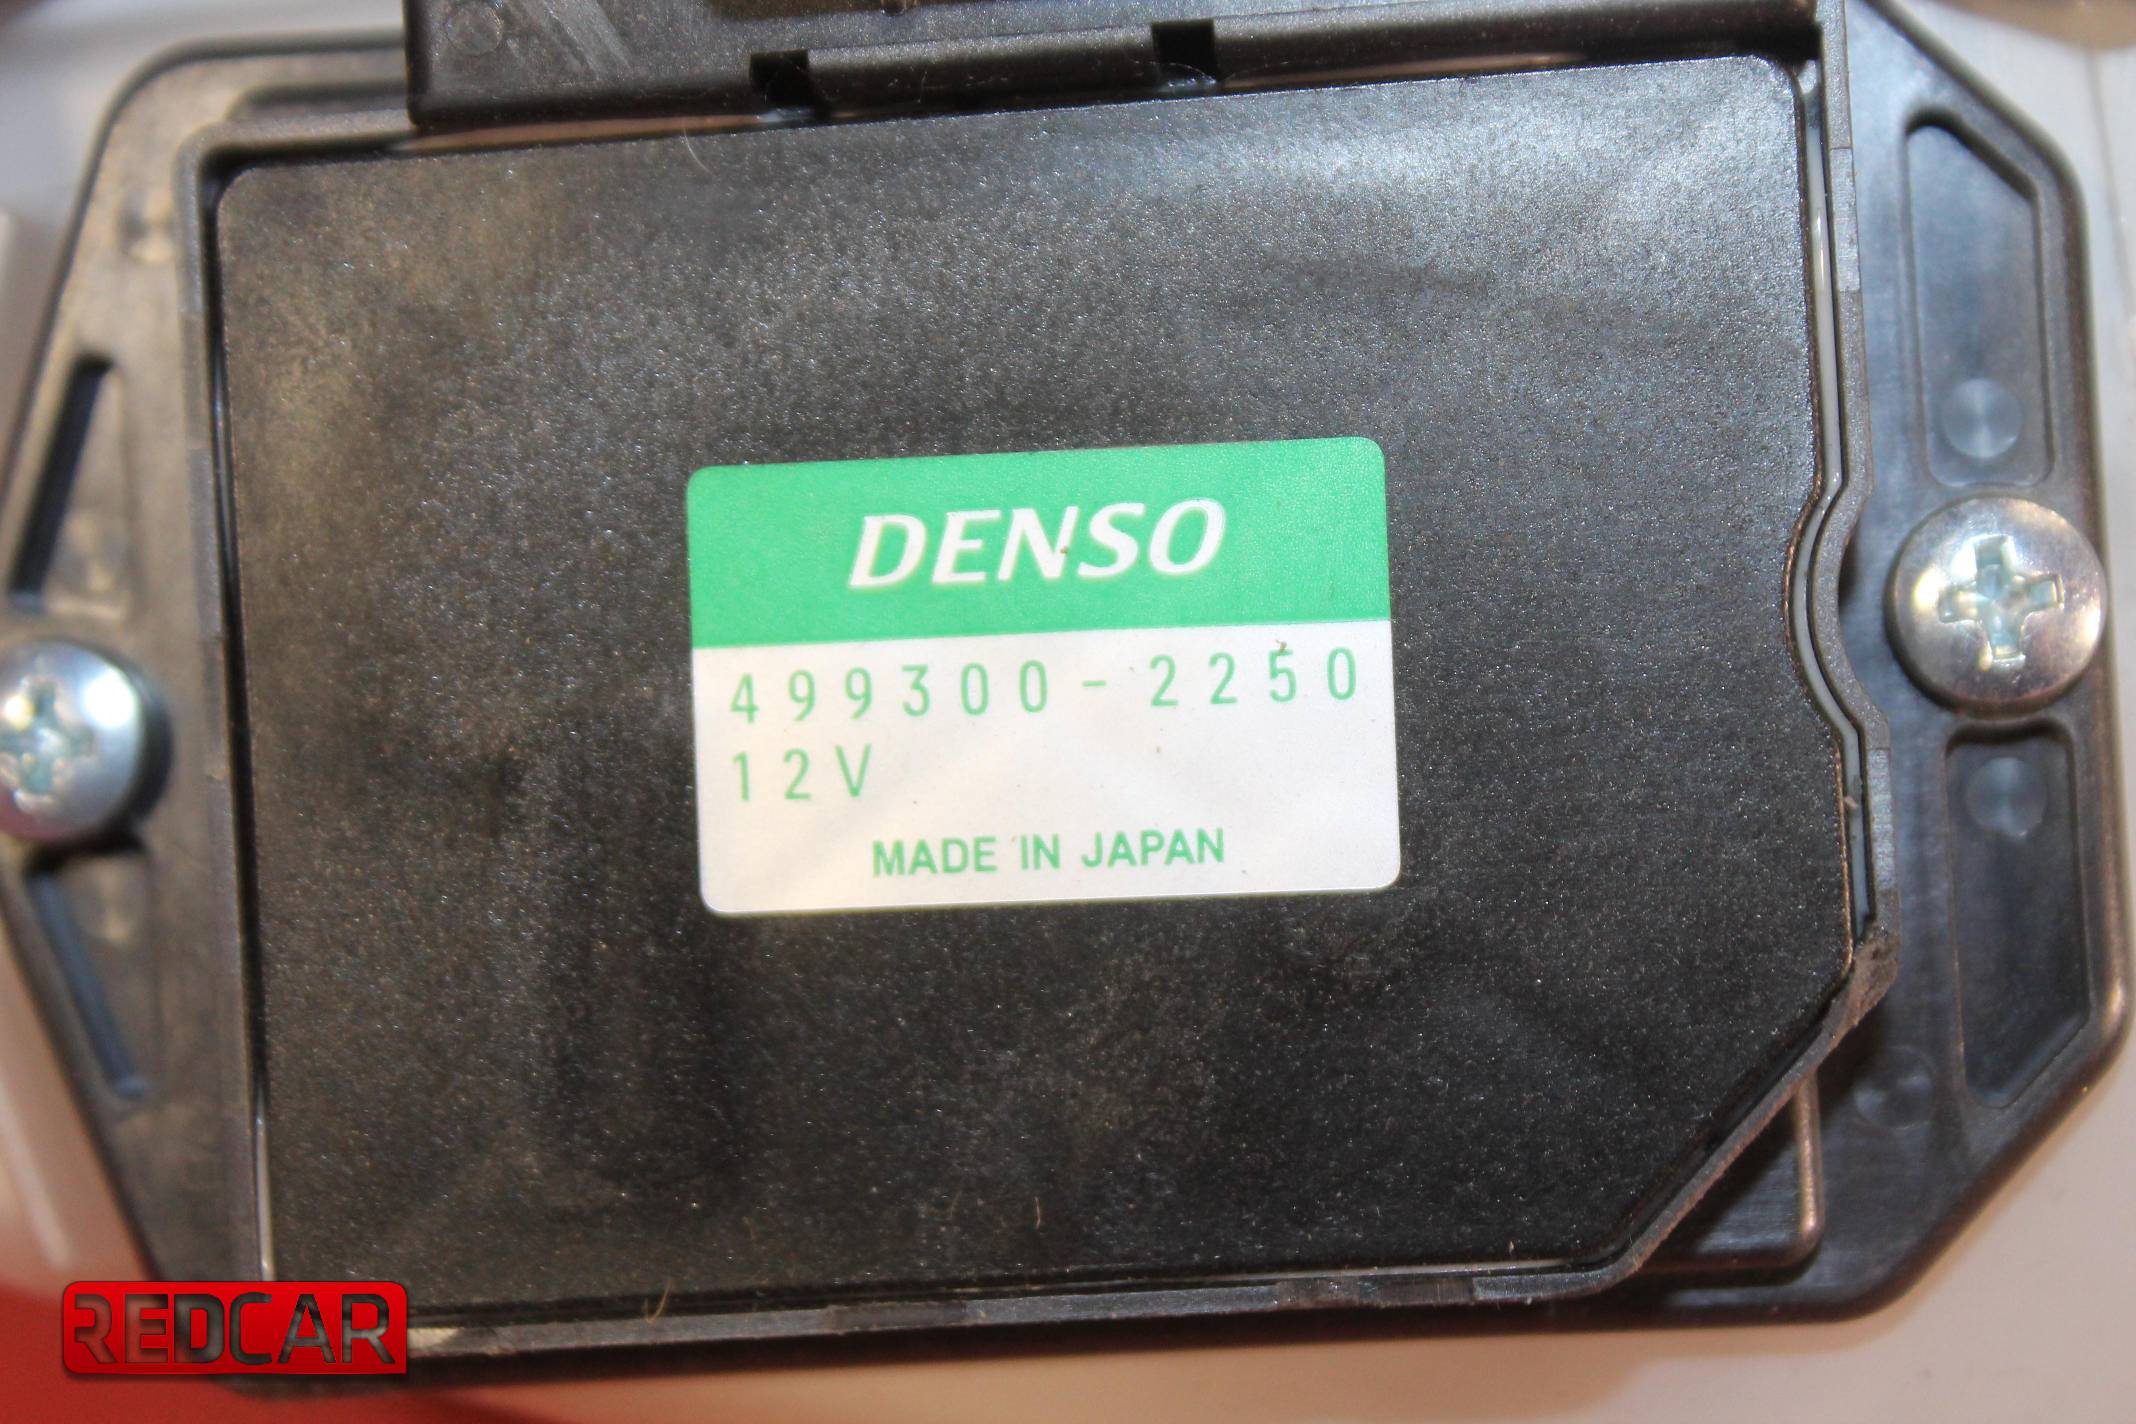 DENSO
499300-2250
12V
MADE IN JAPAN
REDCAR